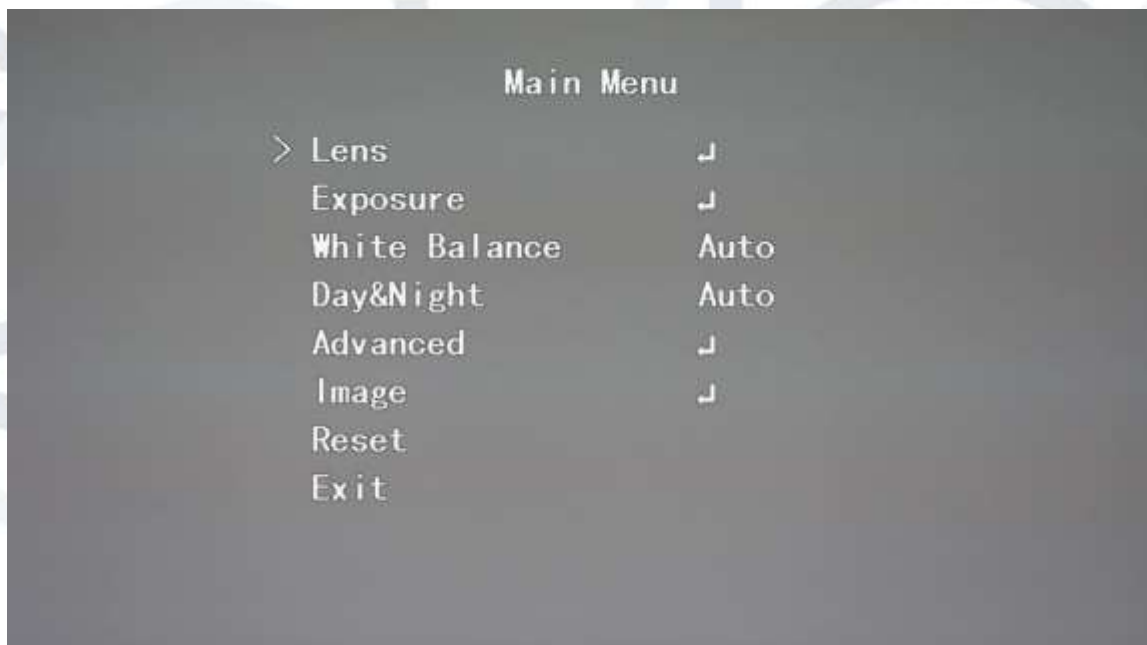 Main Menu
> Lens ↲
Exposure ↲
White Balance Auto
Day&Night Auto
Advanced ↲
Image ↲
Reset
Exit